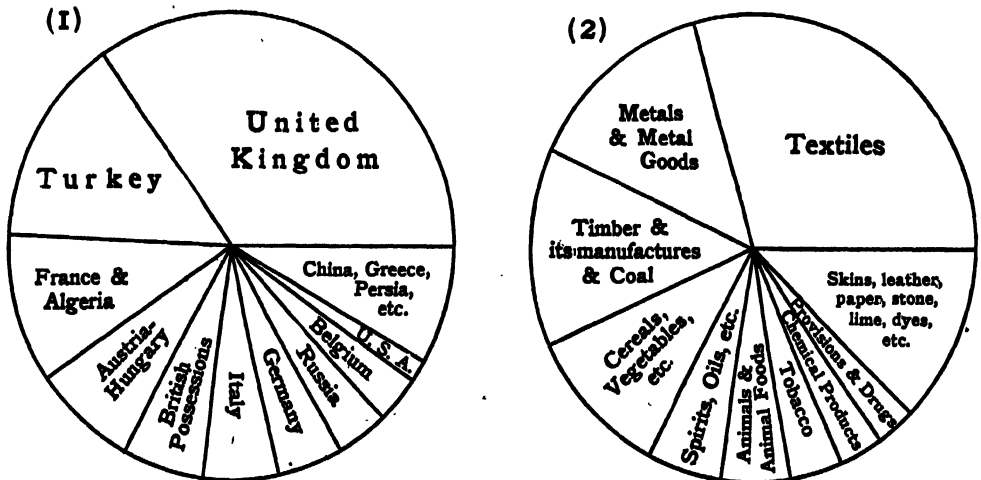 (1)
United
Kingdom
Turkey
France &
Algeria
Austria-
Hungary
British
Possessions
Italy
Germany
Russia
Belgium
U.S.A.
China, Greece,
Persia,
etc.
(2)
Textiles
Metals
& Metal
Goods
Timber &
its manufactures
& Coal
Cereals,
Vegetables,
etc.
Spirits, Oils, etc.
Animals &
Animal Foods
Tobacco
Chemical Products
Provisions & Drugs
Skins, leather,
paper, stone,
lime, dyes,
etc.